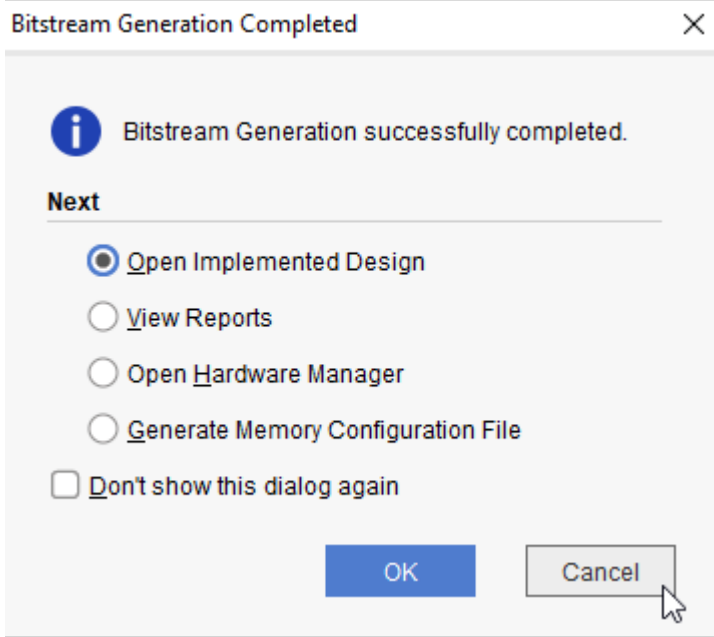 Bitstream Generation Completed
Bitstream Generation successfully completed.
Next
Open Implemented Design
View Reports
Open Hardware Manager
Generate Memory Configuration File
Don't show this dialog again
OK
Cancel